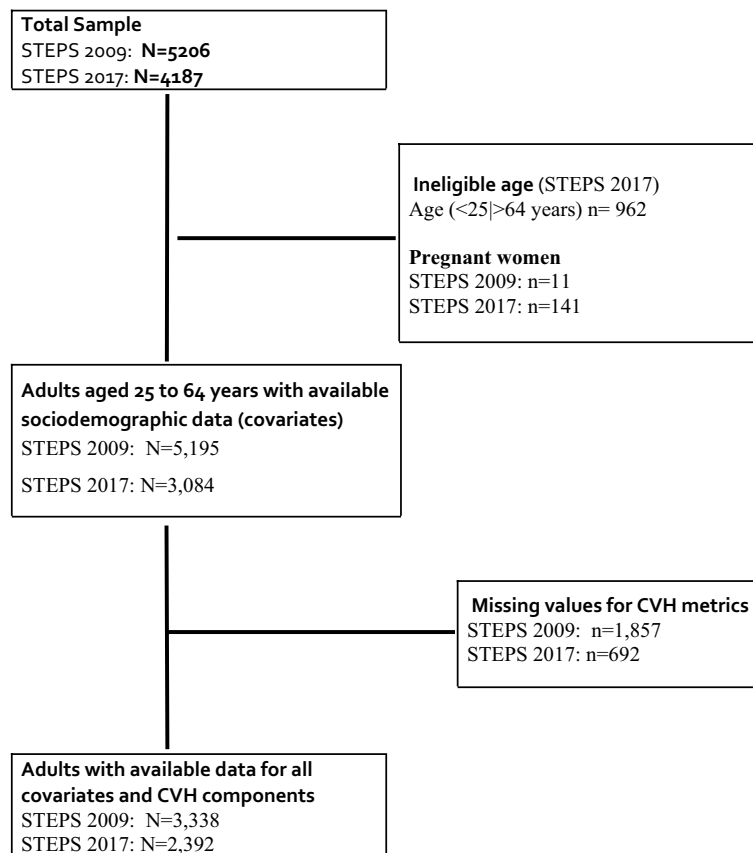 Total Sample
STEPS 2009: N=5206
STEPS 2017: N=4187
Ineligible age (STEPS 2017)
Age (<25|>64 years) n= 962
Pregnant women
STEPS 2009: n=11
STEPS 2017: n=141
Adults aged 25 to 64 years with available
sociodemographic data (covariates)
STEPS 2009: N=5,195
STEPS 2017: N=3,084
Missing values for CVH metrics
STEPS 2009: n=1,857
STEPS 2017: n=692
Adults with available data for all
covariates and CVH components
STEPS 2009: N=3,338
STEPS 2017: N=2,392